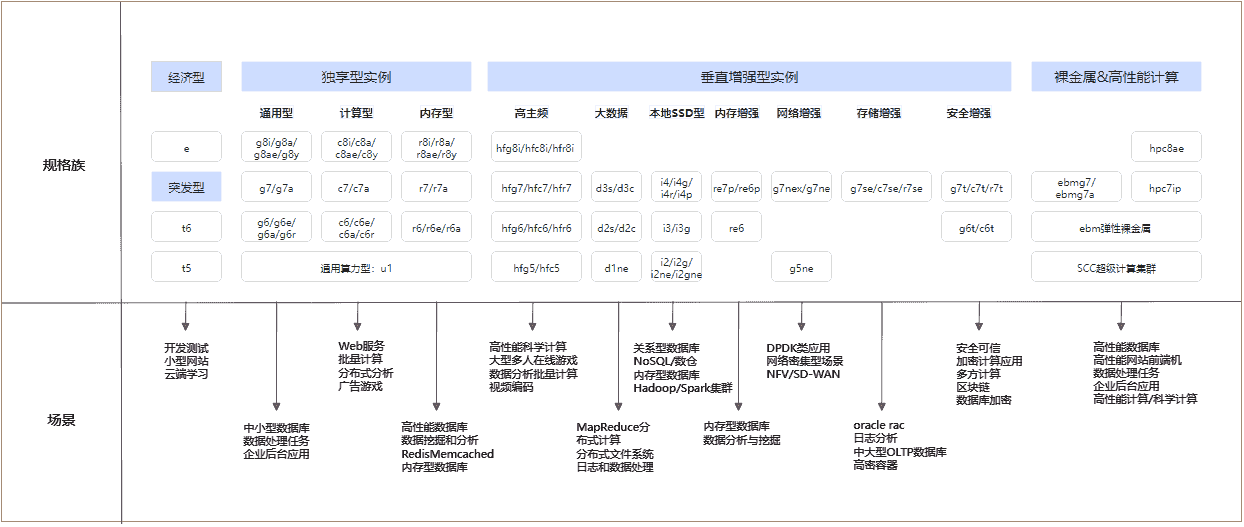 经济型
独享型实例
垂直增强型实例
裸金属&高性能计算
通用型
计算型
内存型
高主频
大数据
本地SSD型
内存增强
网络增强
存储增强
安全增强
规格族
e
g8i/g8a/
g8ae/g8y
c8i/c8a/
c8ae/c8y
r8i/r8a/
r8ae/r8y
hfg8i/hfc8i/hfr8i
hpc8ae
突发型
g7/g7a
c7/c7a
r7/r7a
hfg7/hfc7/hfr7
d3s/d3c
i4/i4g/
i4r/i4p
re7p/re6p
g7nex/g7ne
g7se/c7se/r7se
g7t/c7t/r7t
ebmg7/
ebmg7a
hpc7ip
t6
g6/g6e/
g6a/g6r
c6/c6e/
c6a/c6r
r6/r6e/r6a
hfg6/hfc6/hfr6
d2s/d2c
i3/i3g
re6
g6t/c6t
ebm弹性裸金属
t5
通用算力型：u1
hfg5/hfc5
d1ne
i2/i2g/
i2ne/i2gne
g5ne
SCC超级计算集群
场景
开发测试
小型网站
云端学习
中小型数据库
数据处理任务
企业后台应用
Web服务
批量计算
分布式分析
广告游戏
高性能数据库
数据挖掘和分析
RedisMemcached
内存型数据库
高性能科学计算
大型多人在线游戏
数据分析批量计算
视频编码
MapReduce分
布式计算
分布式文件系统
日志和数据处理
关系型数据库
NoSQL/数仓
内存型数据库
Hadoop/Spark集群
内存型数据库
数据分析与挖掘
DPDK类应用
网络密集型场景
NFV/SD-WAN
oracle rac
日志分析
中大型OLTP数据库
高密容器
安全可信
加密计算应用
多方计算
区块链
数据库加密
高性能数据库
高性能网站前端机
数据处理任务
企业后台应用
高性能计算/科学计算